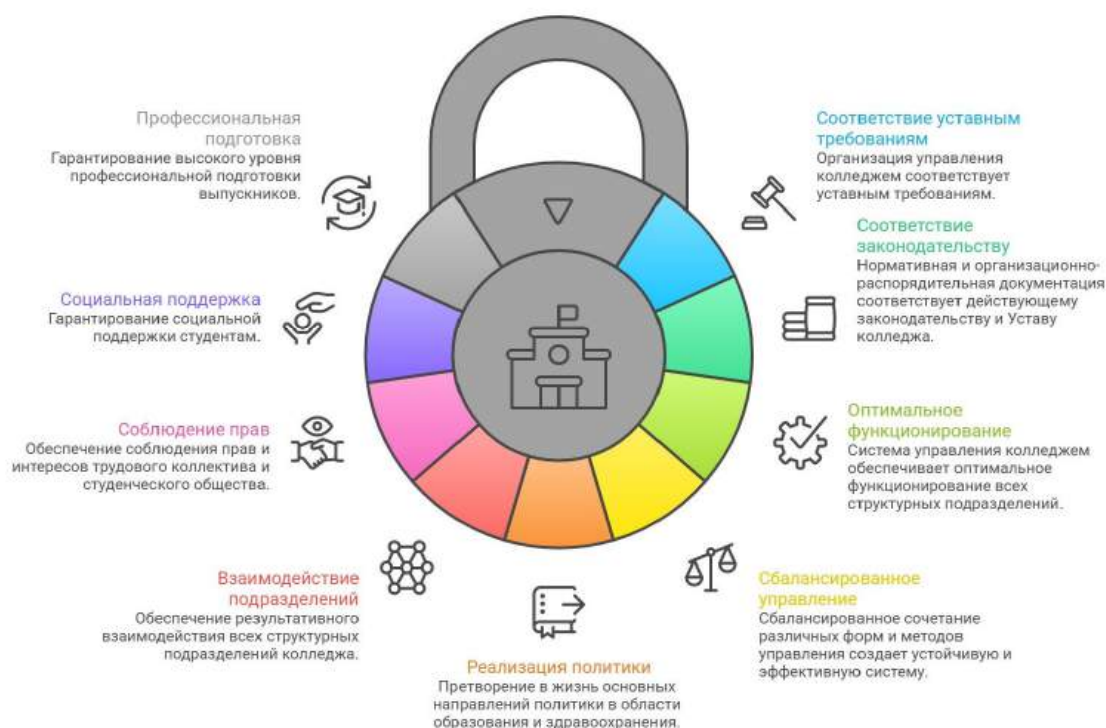 Профессиональная
подготовка
Гарантирование высокого уровня
профессиональной подготовки
выпускников.
Соответствие уставным
требованиям
Организация управления
колледжем соответствует
уставным требованиям.
Соответствие
законодательству
Нормативная и организационно-
распорядительная документация
соответствует действующему
законодательству и Уставу
колледжа.
Социальная поддержка
Гарантирование социальной
поддержки студентам.
Соблюдение прав
Обеспечение соблюдения прав и
интересов трудового коллектива и
студенческого общества.
Оптимальное
функционирование
Система управления колледжем
обеспечивает оптимальное
функционирование всех
структурных подразделений.
Взаимодействие
подразделений
Обеспечение результативного
взаимодействия всех структурных
подразделений колледжа.
Сбалансированное
управление
Сбалансированное сочетание
различных форм и методов
управления создает устойчивую и
эффективную систему.
Реализация политики
Претворение в жизнь основных
направлений политики в области
образования и здравоохранения.